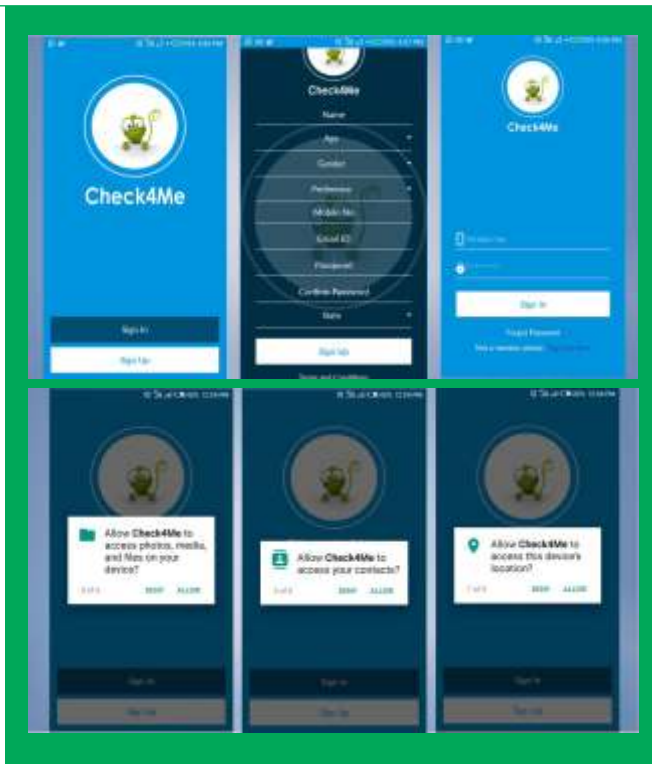 Check4Me
Sign In
Sign Up
Check4Me
Name
Age
Gender
Preference
Mobile No
Email ID
Password
Confirm Password
State
Sign Up
Terms and Conditions
Check4Me
Sign In
Forgot Password
Allow Check4Me to
access photos, media,
and files on your
device?
DENY ALLOW
Sign In
Sign Up
Allow Check4Me to
access your contacts?
DENY ALLOW
Sign In
Sign Up
Allow Check4Me to
access this device's
location?
DENY ALLOW
Sign In
Sign Up